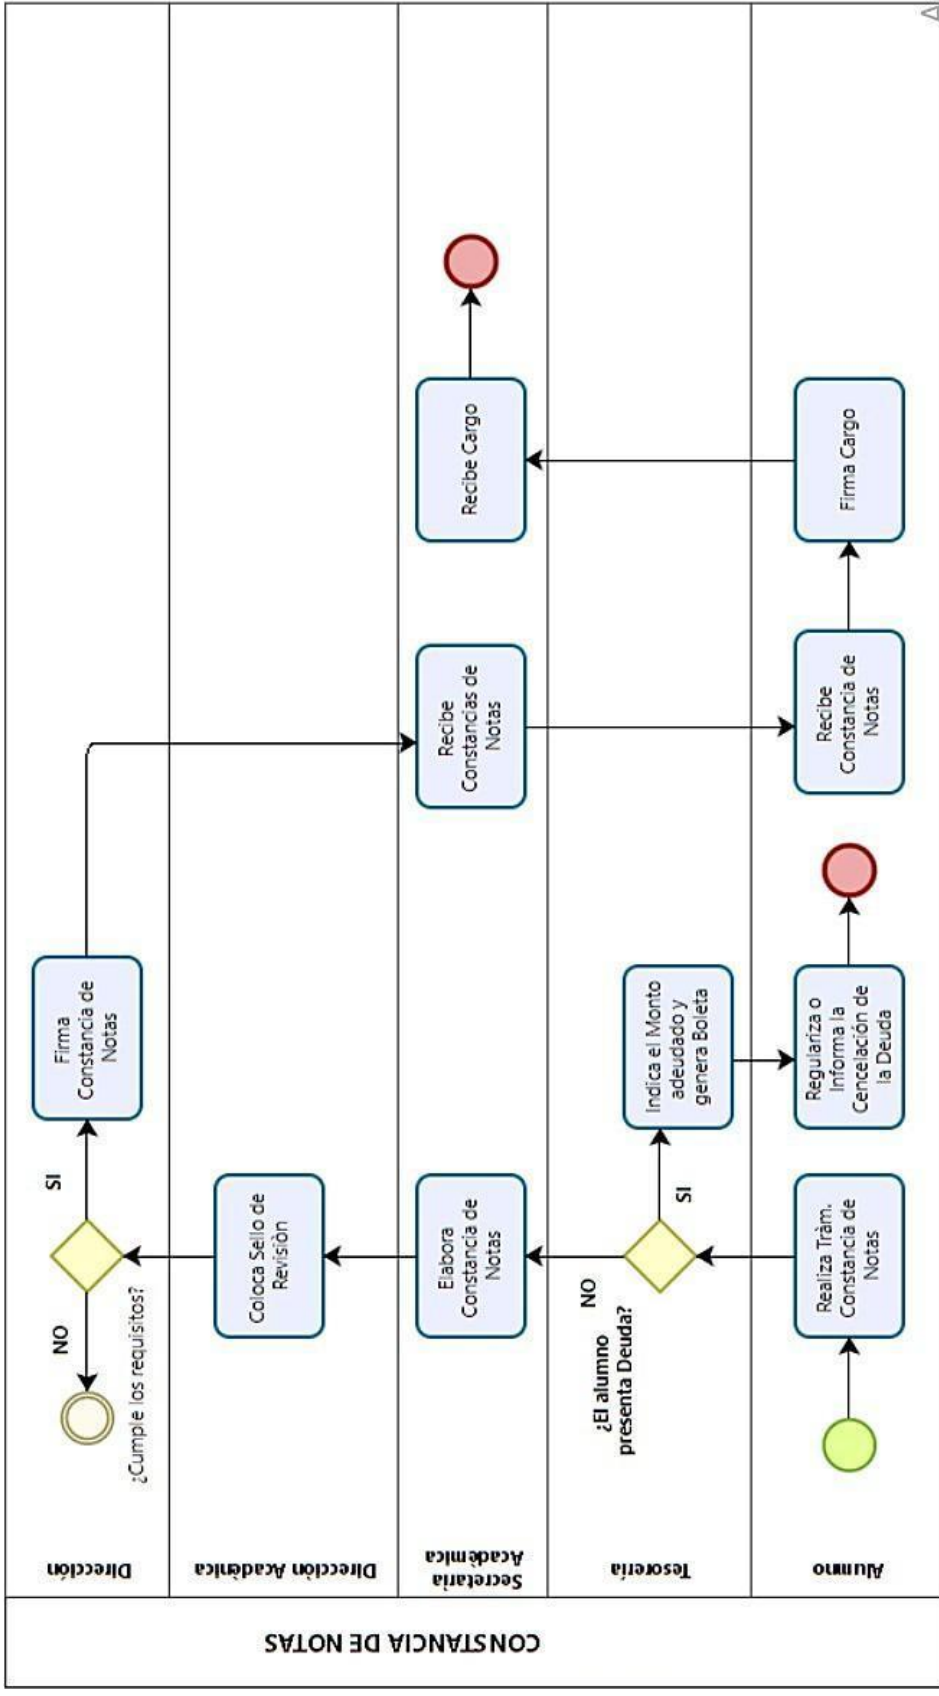 CONSTANCIA DE NOTAS
Dirección
NO
¿Cumple los requisitos?
SI
Firma
Constancia de
Notas
Dirección Acadèmica
Coloca Sello de
Revisiòn
Secretaria
Acadèmica
Elabora
Constancia de
Notas
Recibe
Constancias de
Notas
Recibe Cargo
Tesorería
¿El alumno
presenta Deuda?
NO
SI
Indica el Monto
adeudado y
genera Boleta
Alumno
Realiza Tràm.
Constancia de
Notas
Regulariza o
Informa la
Cencelación de
la Deuda
Recibe
Constancia de
Notas
Firma Cargo